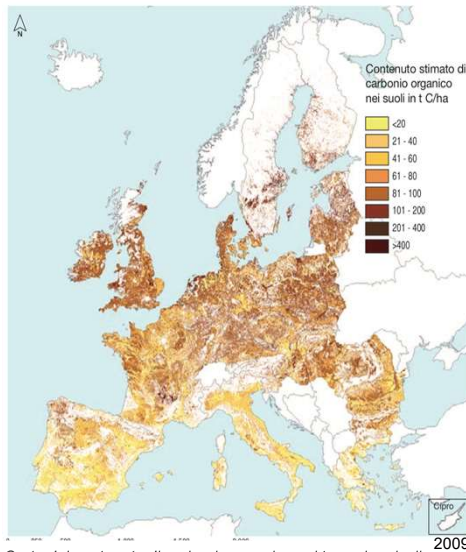 N
Contenuto stimato di
carbonio organico
nei suoli in t C/ha
<20
21 - 40
41 - 60
61 - 80
81 - 100
101 - 200
201 - 400
>400
Cipro
2009